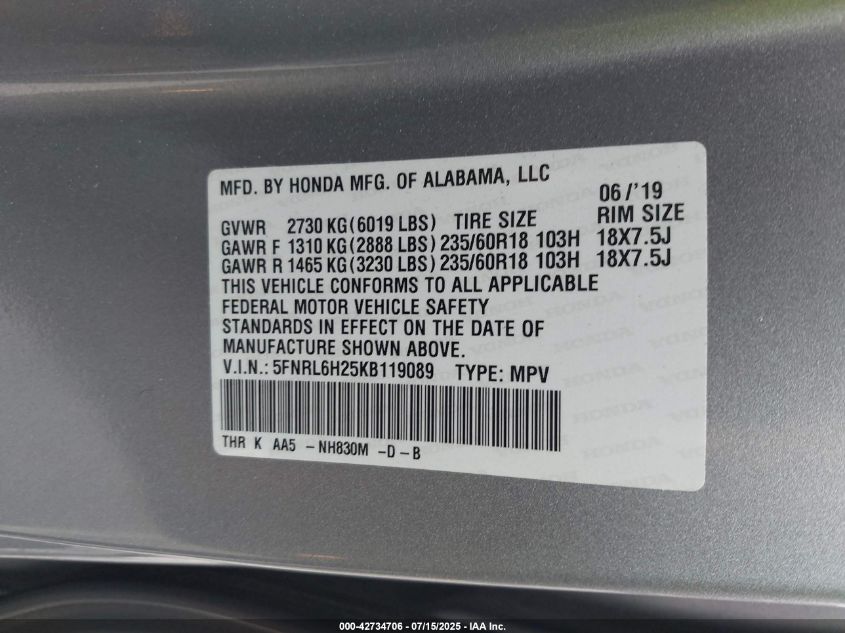 MFD. BY HONDA MFG. OF ALABAMA, LLC 06/'19
GVWR 2730 KG(6019 LBS) TIRE SIZE RIM SIZE
GAWR F 1310 KG(2888 LBS) 235/60R18 103H 18X7.5J
GAWR R 1465 KG(3230 LBS) 235/60R18 103H 18X7.5J
THIS VEHICLE CONFORMS TO ALL APPLICABLE
FEDERAL MOTOR VEHICLE SAFETY
STANDARDS IN EFFECT ON THE DATE OF
MANUFACTURE SHOWN ABOVE.
V.I.N.: 5FNRL6H25KB119089 TYPE: MPV
THR K AA5 -NH830M -D-B
HONDA HONDA
000-42734706 - 07/15/2025 - IAA Inc.